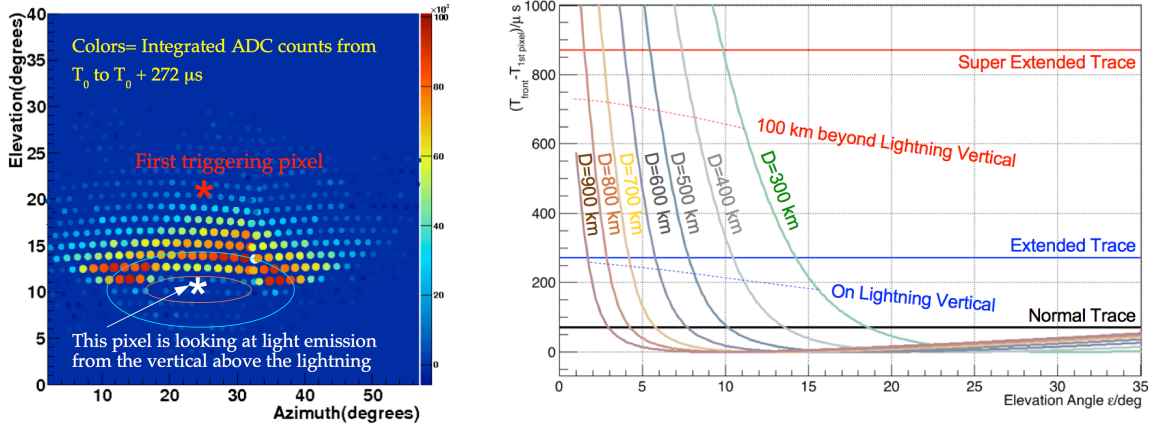 Elevation(degrees)
40
35
30
25
20
15
10
5
0
Colors= Integrated ADC counts from
T0 to T0 + 272 μs
First triggering pixel
This pixel is looking at light emission
from the vertical above the lightning
10
20
30
40
50
Azimuth(degrees)
×10²
100
80
60
40
20
0
(Tfront-T1st pixel)/μ s
1000
800
600
400
200
0
Super Extended Trace
100 km beyond Lightning Vertical
D=900 km
D=800 km
D=700 km
D=600 km
D=500 km
D=400 km
D=300 km
Extended Trace
On Lightning Vertical
Normal Trace
0
5
10
15
20
25
30
35
Elevation Angle ε/deg